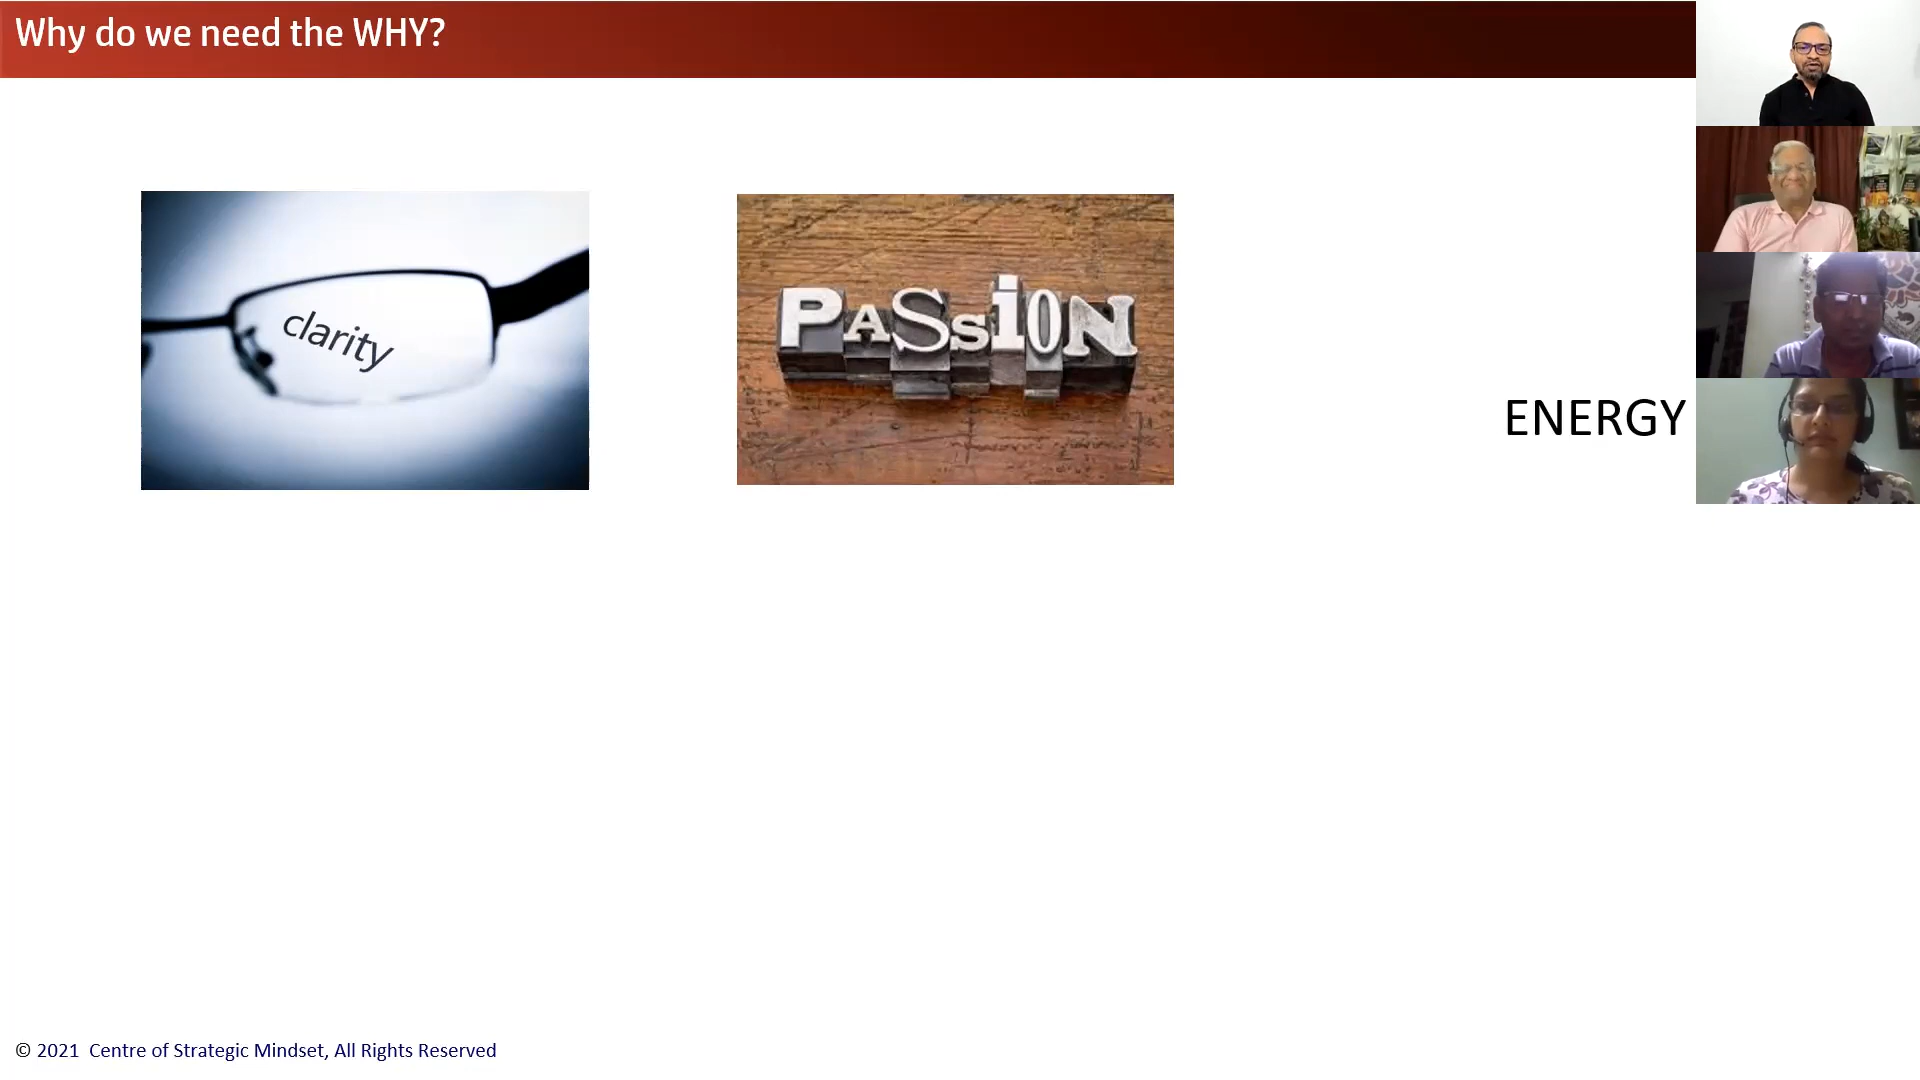 Why do we need the WHY?
clarity
PASSiON
ENERGY
© 2021 Centre of Strategic Mindset, All Rights Reserved